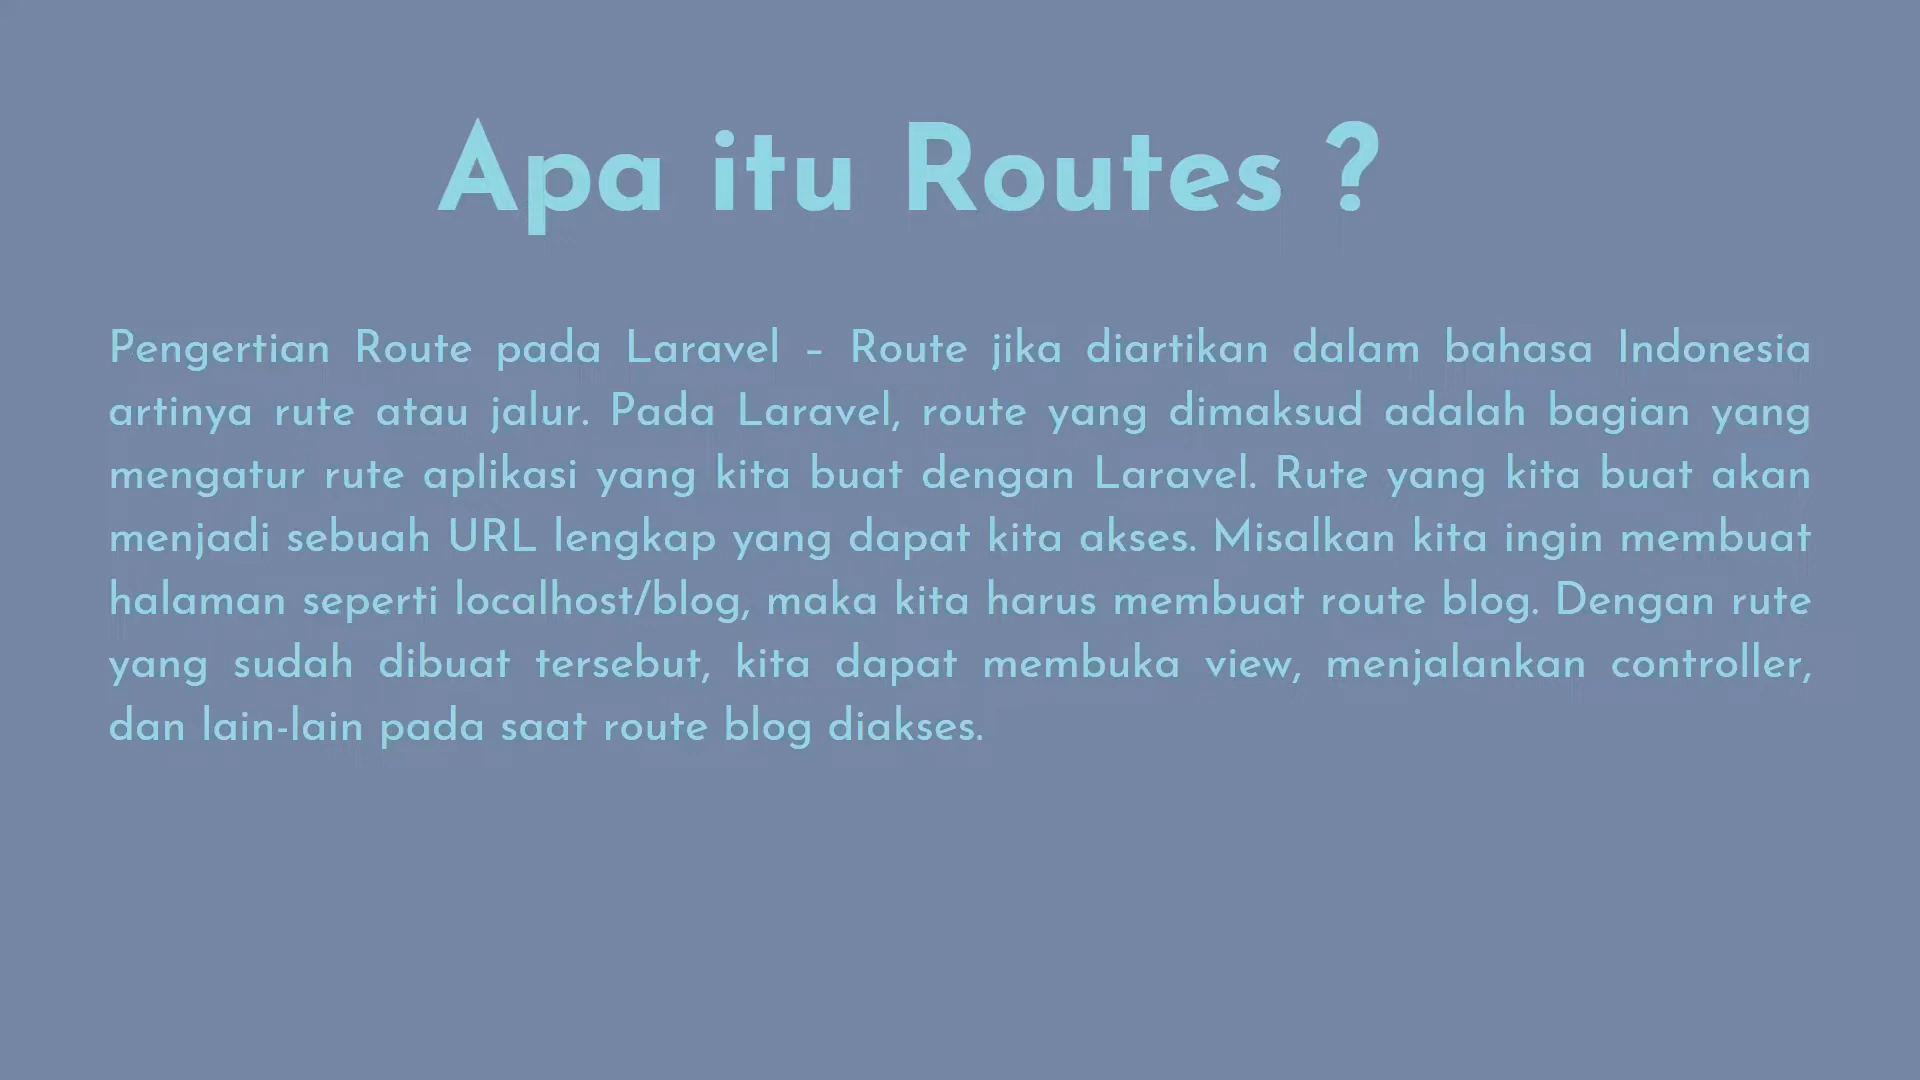 Apa itu Routes ?
Pengertian Route pada Laravel – Route jika diartikan dalam bahasa Indonesia
artinya rute atau jalur. Pada Laravel, route yang dimaksud adalah bagian yang
mengatur rute aplikasi yang kita buat dengan Laravel. Rute yang kita buat akan
menjadi sebuah URL lengkap yang dapat kita akses. Misalkan kita ingin membuat
halaman seperti localhost/blog, maka kita harus membuat route blog. Dengan rute
yang sudah dibuat tersebut, kita dapat membuka view, menjalankan controller,
dan lain-lain pada saat route blog diakses.